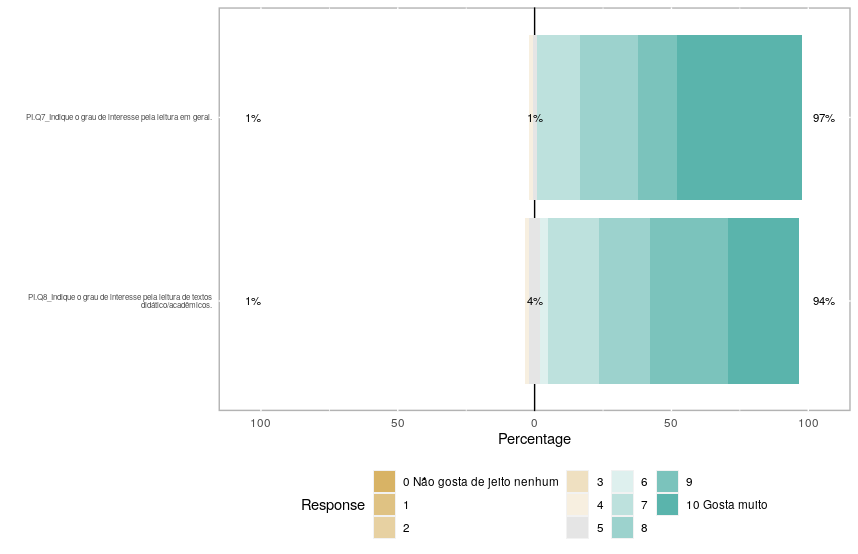 PI.Q7_Indique o grau de interesse pela leitura em geral.
1%
1%
97%
PI.Q8_Indique o grau de interesse pela leitura de textos
didático/acadêmicos.
1%
4%
94%
100
50
0
50
100
Percentage
Response
0 Não gosta de jeito nenhum
1
2
3
4
5
6
7
8
9
10 Gosta muito